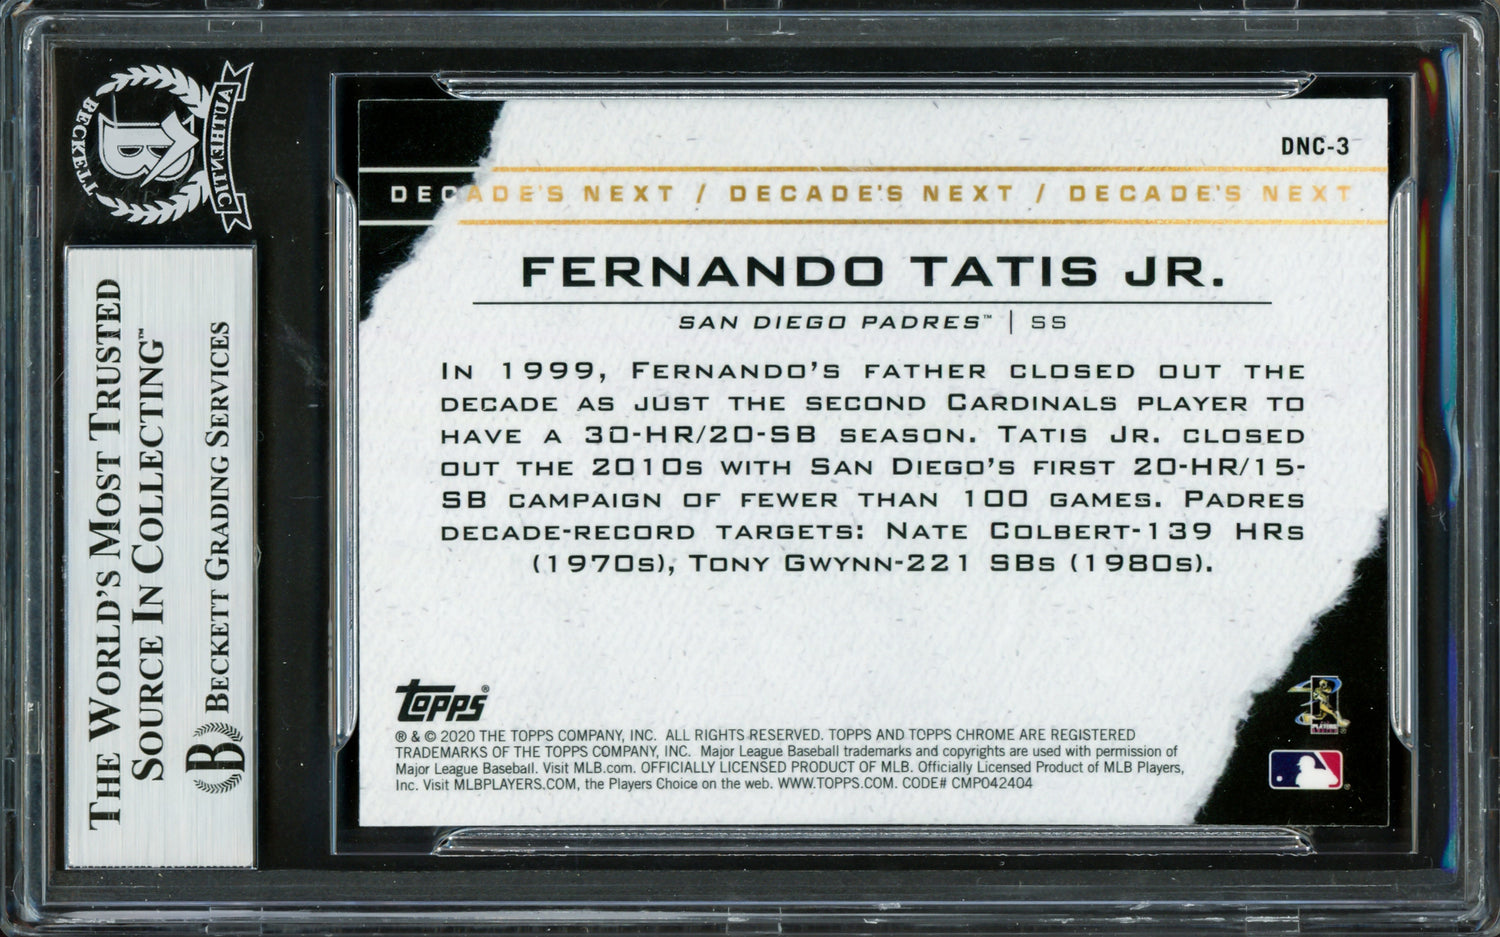 BECKETT
AUTHENTIC
B
THE WORLD'S MOST TRUSTED
SOURCE IN COLLECTING™
B BECKETT GRADING SERVICES
DNC-3
DECADE'S NEXT / DECADE'S NEXT / DECADE'S NEXT
FERNANDO TATIS JR.
SAN DIEGO PADRES™ | SS
IN 1999, FERNANDO'S FATHER CLOSED OUT THE
DECADE AS JUST THE SECOND CARDINALS PLAYER TO
HAVE A 30-HR/20-SB SEASON. TATIS JR. CLOSED
OUT THE 2010S WITH SAN DIEGO'S FIRST 20-HR/15-
SB CAMPAIGN OF FEWER THAN 100 GAMES. PADRES
DECADE-RECORD TARGETS: NATE COLBERT-139 HRS
(1970S), TONY GWYNN-221 SBS (1980S).
topps®
® & © 2020 THE TOPPS COMPANY, INC. ALL RIGHTS RESERVED. TOPPS AND TOPPS CHROME ARE REGISTERED
TRADEMARKS OF THE TOPPS COMPANY, INC. Major League Baseball trademarks and copyrights are used with permission of
Major League Baseball. Visit MLB.com. OFFICIALLY LICENSED PRODUCT OF MLB. Officially Licensed Product of MLB Players,
Inc. Visit MLBPLAYERS.COM, the Players Choice on the web. WWW.TOPPS.COM. CODE# CMP042404